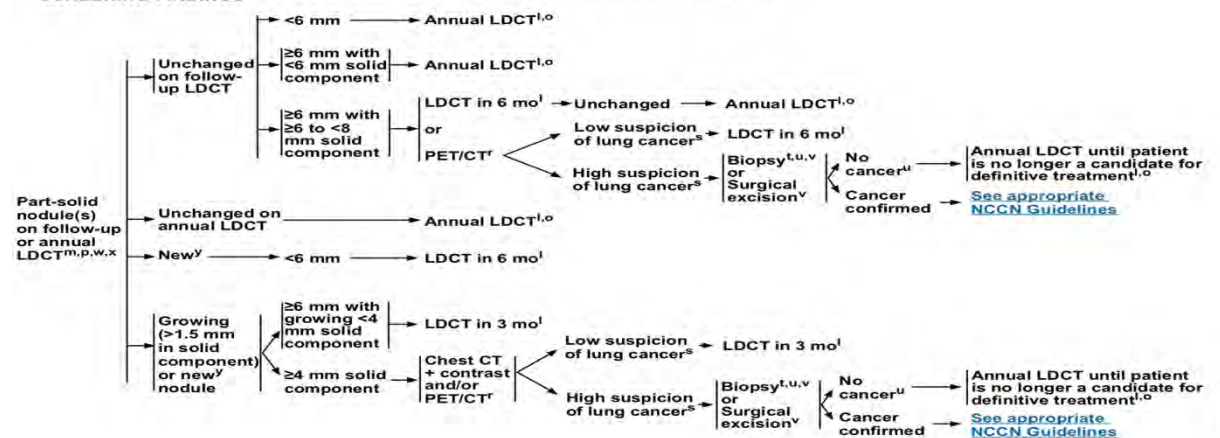 Part-solid
nodule(s)
on follow-up
or annual
LDCTm,p,w,x
Unchanged
on follow-
up LDCT
<6 mm
Annual LDCTl,o
≥6 mm with
<6 mm solid
component
Annual LDCTl,o
≥6 mm with
≥6 to <8
mm solid
component
LDCT in 6 mol
or
PET/CTr
Unchanged
Annual LDCTl,o
Low suspicion
of lung cancers
LDCT in 6 mol
High suspicion
of lung cancers
Biopsyt,u,v
or
Surgical
excisionv
No
canceru
Annual LDCT until patient
is no longer a candidate for
definitive treatmentl,o
Cancer
confirmed
See appropriate
NCCN Guidelines
Unchanged on
annual LDCT
Annual LDCTl,o
Newy
<6 mm
LDCT in 6 mol
Growing
(>1.5 mm
in solid
component)
or newy
nodule
≥6 mm with
growing <4
mm solid
component
LDCT in 3 mol
≥4 mm solid
component
Chest CT
+ contrast
and/or
PET/CTr
Low suspicion
of lung cancers
LDCT in 3 mol
High suspicion
of lung cancers
Biopsyt,u,v
or
Surgical
excisionv
No
canceru
Annual LDCT until patient
is no longer a candidate for
definitive treatmentl,o
Cancer
confirmed
See appropriate
NCCN Guidelines